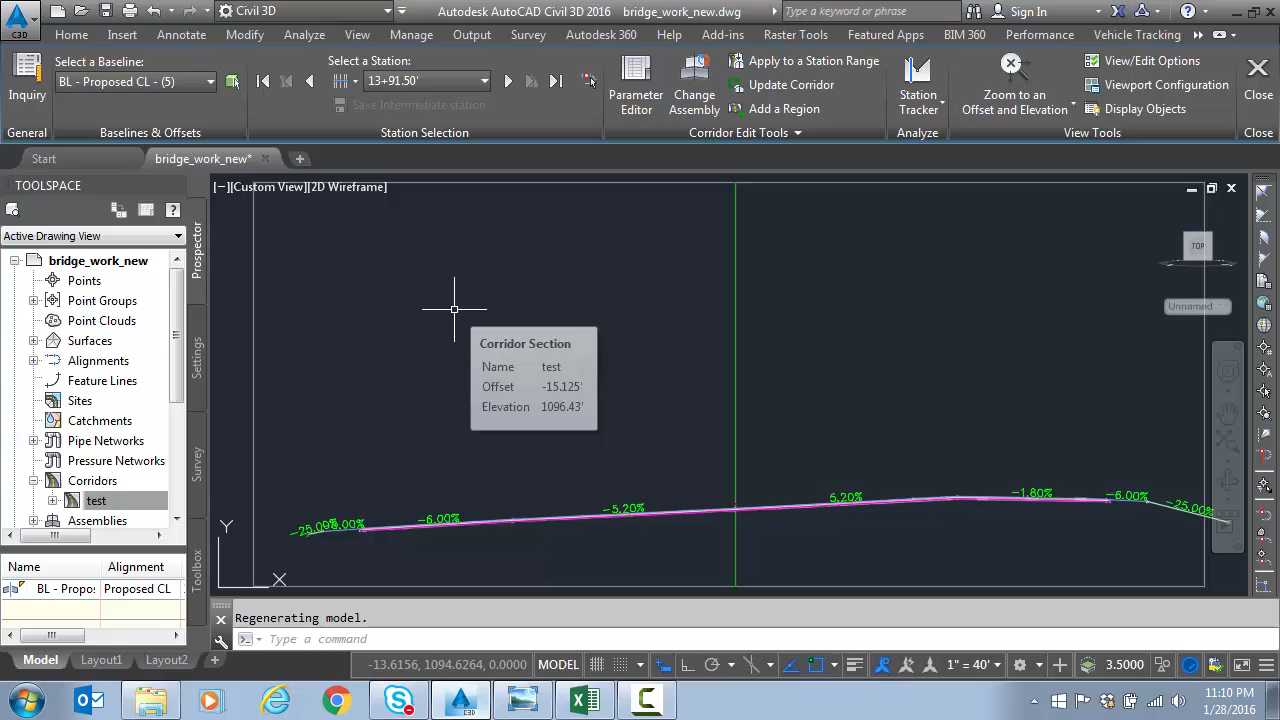 Civil 3D
Autodesk AutoCAD Civil 3D 2016 bridge_work_new.dwg
Type a keyword or phrase
Sign In
C3D
Home Insert Annotate Modify Analyze View Manage Output Survey Autodesk 360 Help Add-ins Raster Tools Featured Apps BIM 360 Performance Vehicle Tracking
Select a Baseline:
BL - Proposed CL - (5)
Select a Station:
13+91.50'
Save Intermediate station
Inquiry
Parameter Editor
Change Assembly
Apply to a Station Range
Update Corridor
Add a Region
Station Tracker
Zoom to an Offset and Elevation
View/Edit Options
Viewport Configuration
Display Objects
Close
General
Baselines & Offsets
Station Selection
Corridor Edit Tools
Analyze
View Tools
Close
Start
bridge_work_new*
TOOLSPACE
Active Drawing View
bridge_work_new
Points
Point Groups
Point Clouds
Surfaces
Alignments
Feature Lines
Sites
Catchments
Pipe Networks
Pressure Networks
Corridors
test
Assemblies
Prospector
Settings
Survey
Toolbox
Name Alignment
BL - Propo: Proposed CL
[−][Custom View][2D Wireframe]
TOP
Unnamed
Corridor Section
Name test
Offset -15.125'
Elevation 1096.43'
-25.00%
-6.00%
-6.00%
-5.20%
5.20%
-1.80%
-6.00%
-25.00%
Y
X
Regenerating model.
Type a command
Model Layout1 Layout2 +
-13.6156, 1094.6264, 0.0000 MODEL
1" = 40'
3.5000
C3D
11:10 PM
1/28/2016